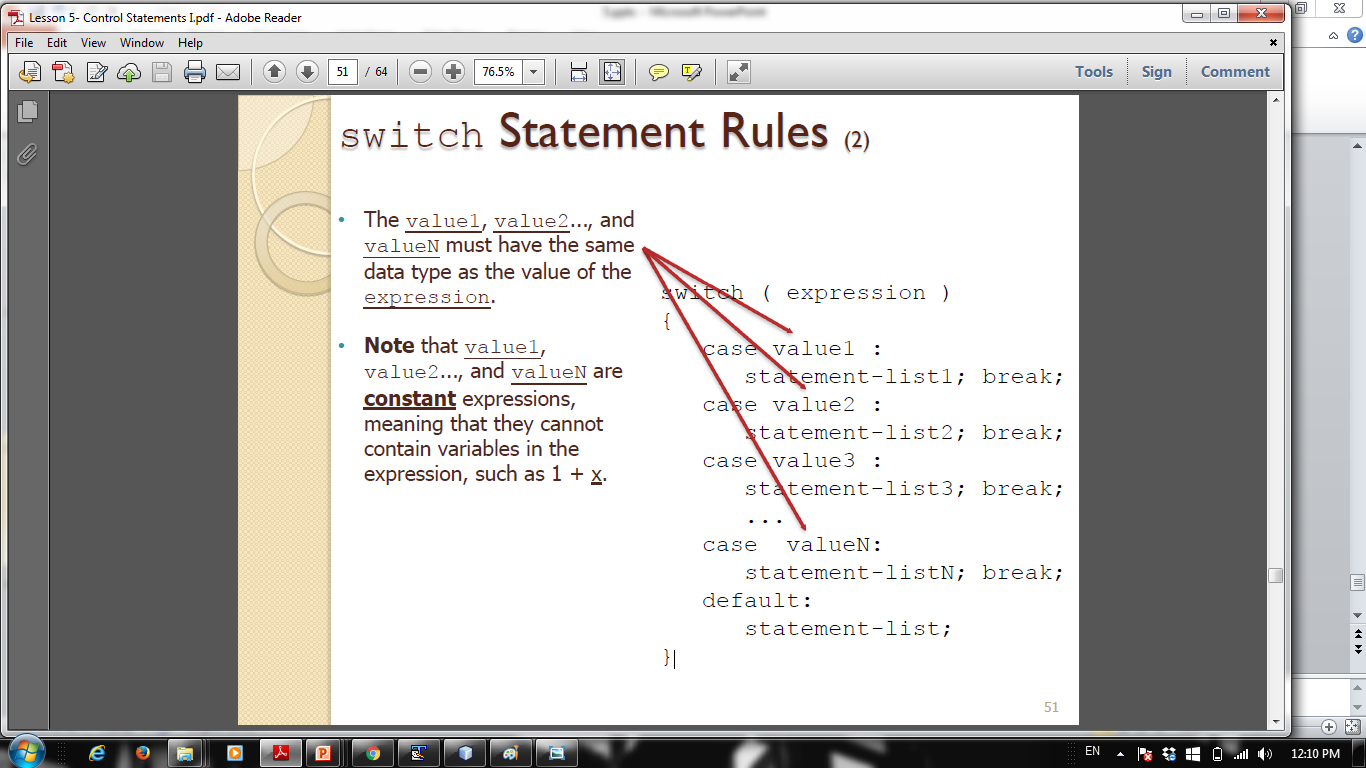 Lesson 5- Control Statements I.pdf - Adobe Reader
File Edit View Window Help
51 / 64 76.5% Tools Sign Comment
switch Statement Rules (2)
• The value1, value2…, and
valueN must have the same
data type as the value of the
expression.
• Note that value1,
value2…, and valueN are
constant expressions,
meaning that they cannot
contain variables in the
expression, such as 1 + x.
switch ( expression )
{
case value1 :
statement-list1; break;
case value2 :
statement-list2; break;
case value3 :
statement-list3; break;
...
case valueN:
statement-listN; break;
default:
statement-list;
}
51
EN 12:10 PM